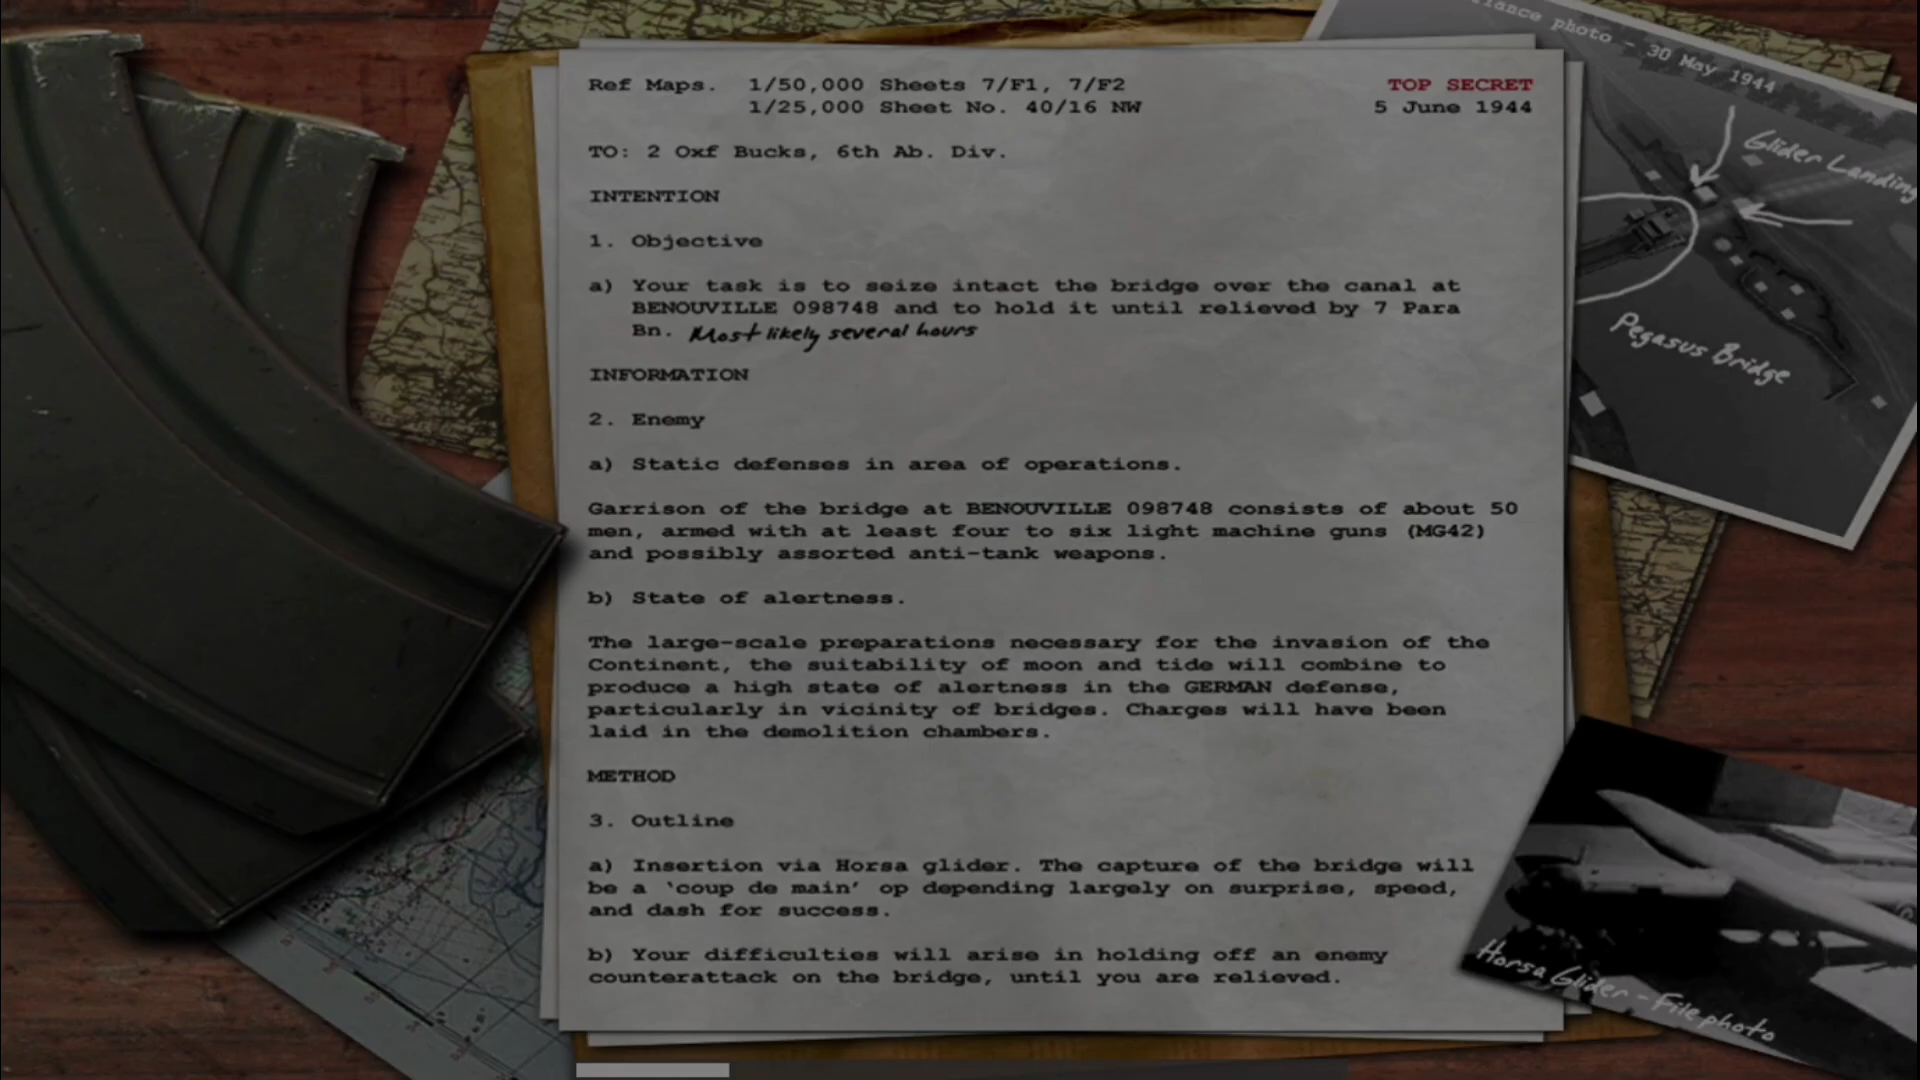 Ref Maps. 1/50,000 Sheets 7/F1, 7/F2
TOP SECRET
1/25,000 Sheet No. 40/16 NW
5 June 1944
TO: 2 Oxf Bucks, 6th Ab. Div.
INTENTION
1. Objective
a) Your task is to seize intact the bridge over the canal at
BENOUVILLE 098748 and to hold it until relieved by 7 Para
Bn. Most likely several hours
INFORMATION
2. Enemy
a) Static defenses in area of operations.
Garrison of the bridge at BENOUVILLE 098748 consists of about 50
men, armed with at least four to six light machine guns (MG42)
and possibly assorted anti-tank weapons.
b) State of alertness.
The large-scale preparations necessary for the invasion of the
Continent, the suitability of moon and tide will combine to
produce a high state of alertness in the GERMAN defense,
particularly in vicinity of bridges. Charges will have been
laid in the demolition chambers.
METHOD
3. Outline
a) Insertion via Horsa glider. The capture of the bridge will
be a 'coup de main' op depending largely on surprise, speed,
and dash for success.
b) Your difficulties will arise in holding off an enemy
counterattack on the bridge, until you are relieved.
photo - 30 May 1944
Glider Landing
Pegasus Bridge
Horsa Glider - File photo